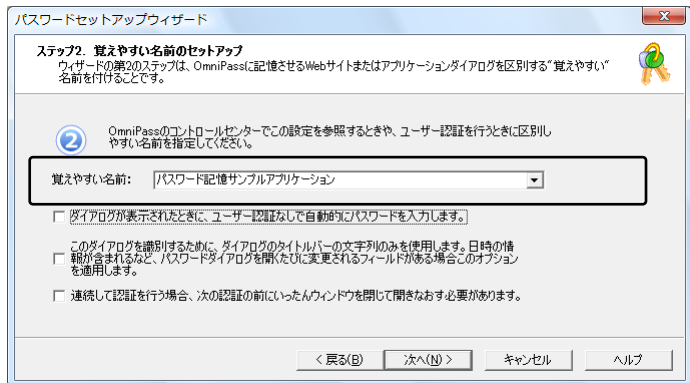 パスワードセットアップウィザード
ステップ2．覚えやすい名前のセットアップ
ウィザードの第2のステップは、OmniPassに記憶させるWebサイトまたはアプリケーションダイアログを区別する“覚えやすい”
名前を付けることです。
2
OmniPassのコントロールセンターでこの設定を参照するときや、ユーザー認証を行うときに区別し
やすい名前を指定してください。
覚えやすい名前： パスワード記憶サンプルアプリケーション
ダイアログが表示されたときに、ユーザー認証なしで自動的にパスワードを入力します。
このダイアログを識別するために、ダイアログのタイトルバーの文字列のみを使用します。日時の情
報が含まれるなど、パスワードダイアログを開くたびに変更されるフィールドがある場合このオプション
を適用します。
連続して認証を行う場合、次の認証の前にいったんウィンドウを閉じて開きなおす必要があります。
＜戻る(B) 次へ(N)＞ キャンセル ヘルプ